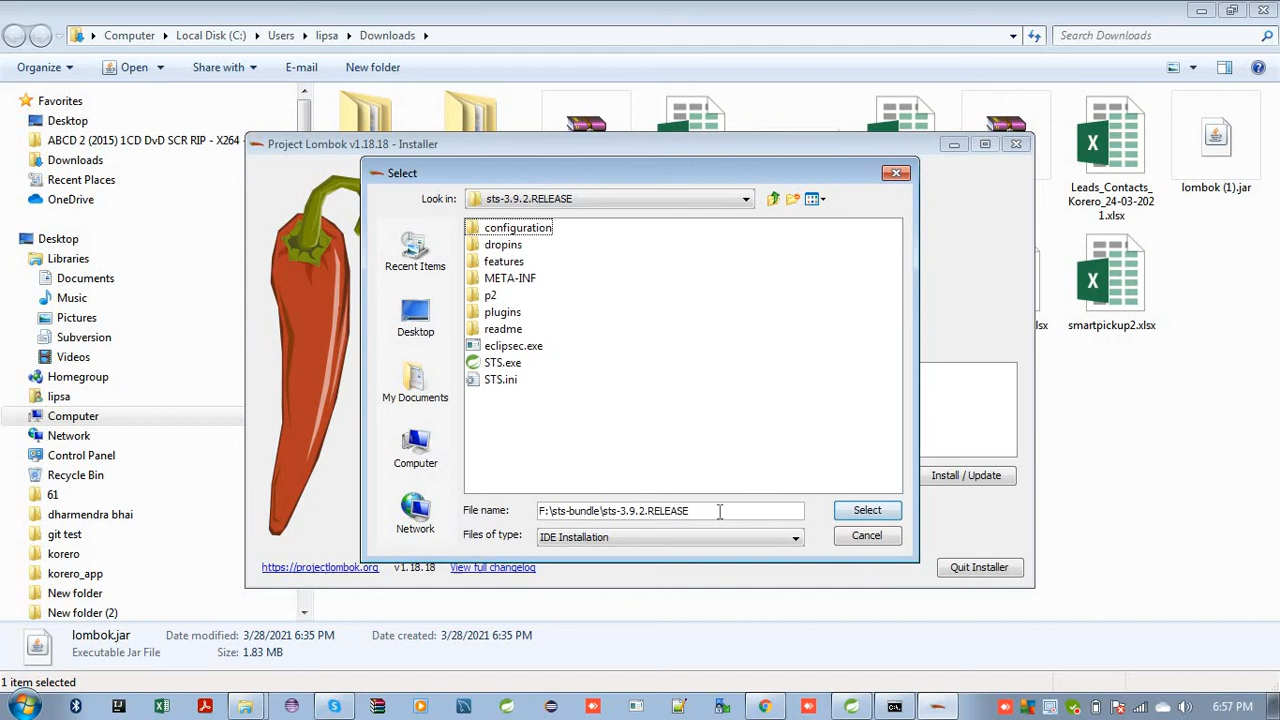 Computer
Local Disk (C:)
Users
lipsa
Downloads
Search Downloads
Organize
Open
Share with
E-mail
New folder
Favorites
Desktop
ABCD 2 (2015) 1CD DvD SCR RIP - X264
Downloads
Recent Places
OneDrive
Desktop
Libraries
Documents
Music
Pictures
Subversion
Videos
Homegroup
lipsa
Computer
Network
Control Panel
Recycle Bin
61
dharmendra bhai
git test
korero
korero_app
New folder
New folder (2)
Leads_Contacts_
Korero_24-03-202
1.xlsx
lombok (1).jar
smartpickup2.xlsx
Project Lombok v1.18.18 - Installer
Select
Look in:
sts-3.9.2.RELEASE
Recent Items
Desktop
My Documents
Computer
Network
configuration
dropins
features
META-INF
p2
plugins
readme
eclipsec.exe
STS.exe
STS.ini
File name:
F:\sts-bundle\sts-3.9.2.RELEASE
Select
Files of type:
IDE Installation
Cancel
Install / Update
https://projectlombok.org
v1.18.18
View full changelog
Quit Installer
lombok.jar
Date modified: 3/28/2021 6:35 PM
Date created: 3/28/2021 6:35 PM
Executable Jar File
Size: 1.83 MB
1 item selected
6:57 PM